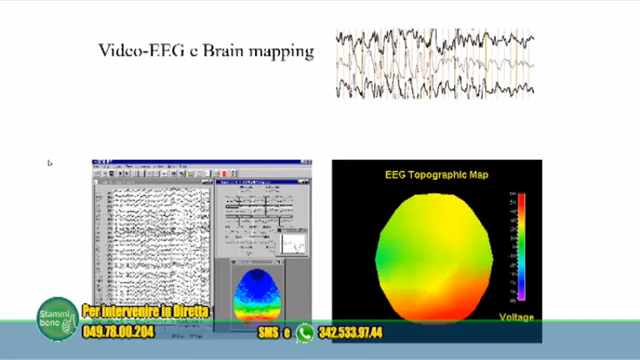 Video-EEG e Brain mapping
EEG Topographic Map
Voltage
Stammi
bene
Per intervenire in Diretta
049.78.00.204
SMS e 342.533.97.44